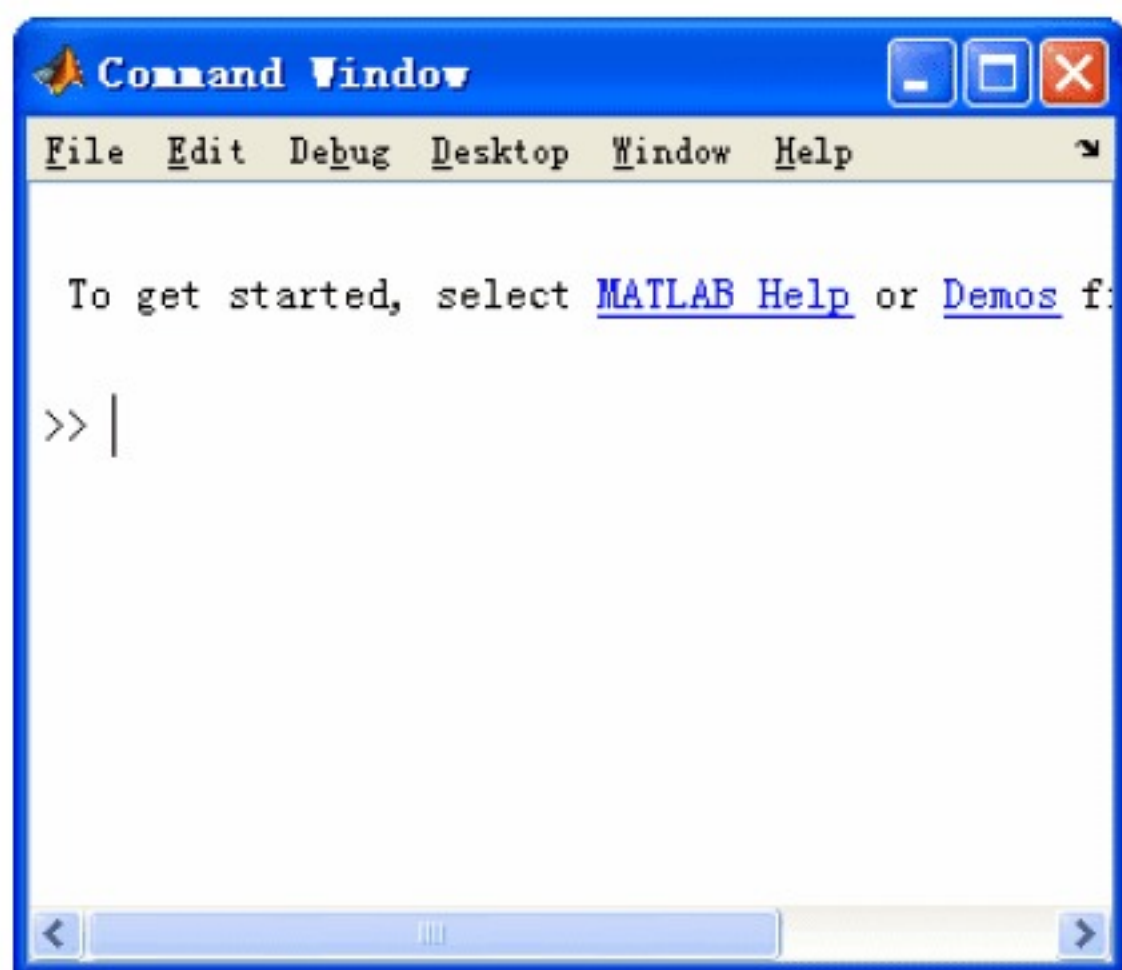 Command Window
File Edit Debug Desktop Window Help
To get started, select MATLAB Help or Demos
>>